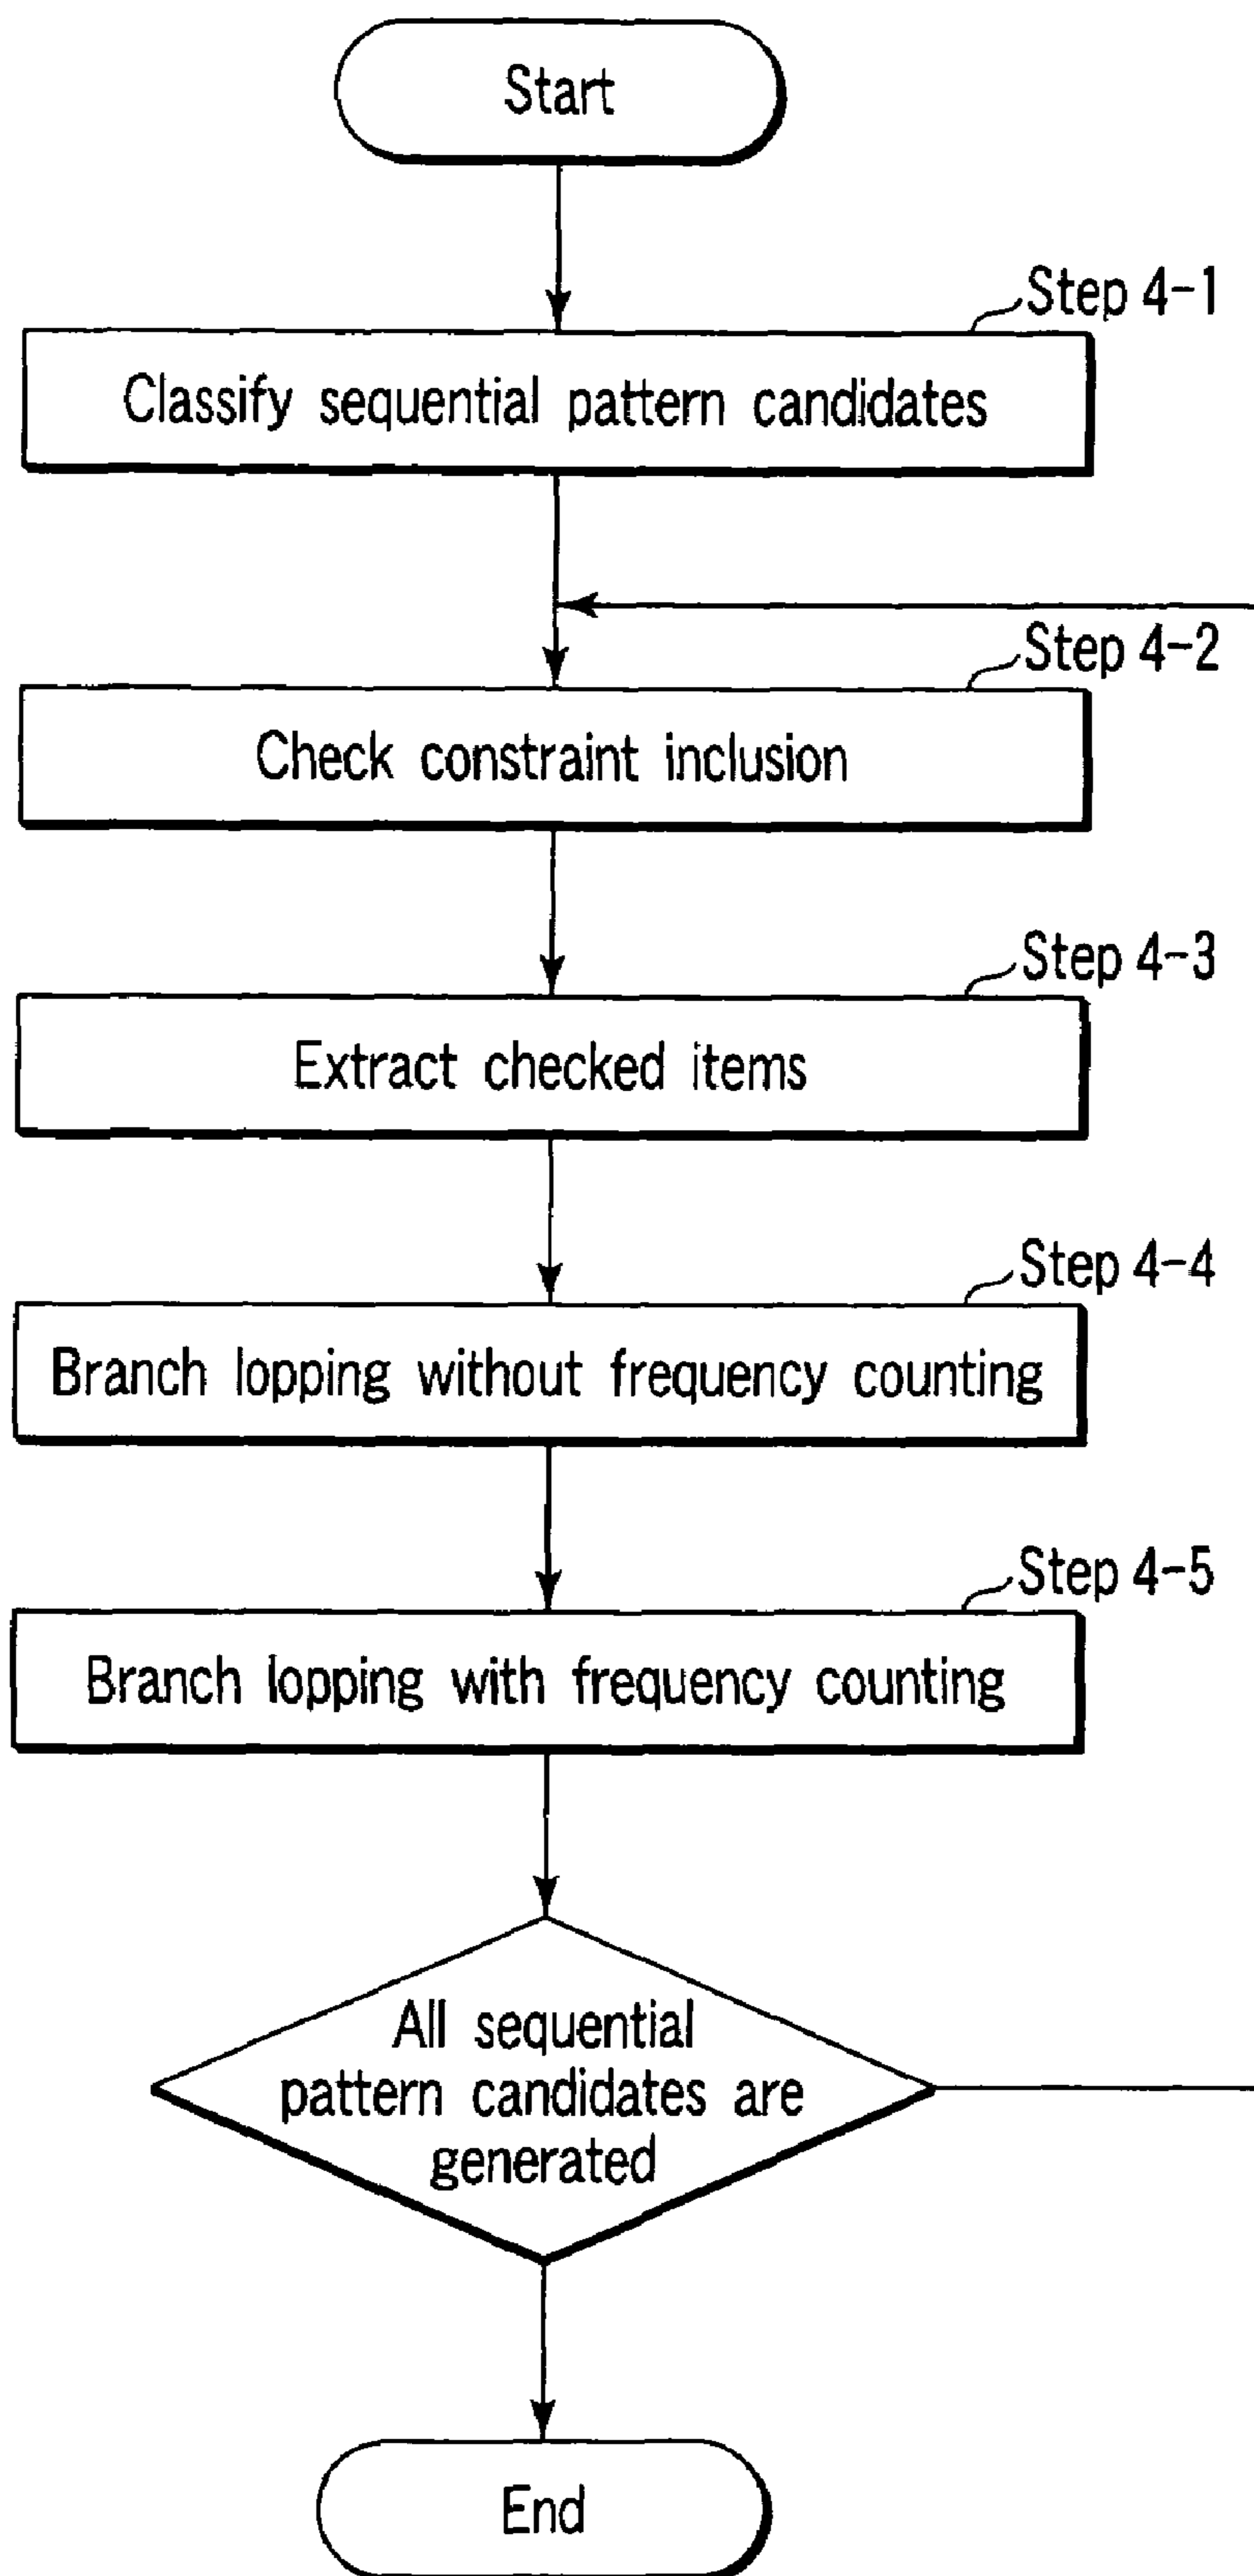 Start
Step 4-1
Classify sequential pattern candidates
Step 4-2
Check constraint inclusion
Step 4-3
Extract checked items
Step 4-4
Branch lopping without frequency counting
Step 4-5
Branch lopping with frequency counting
All sequential
pattern candidates are
generated
End